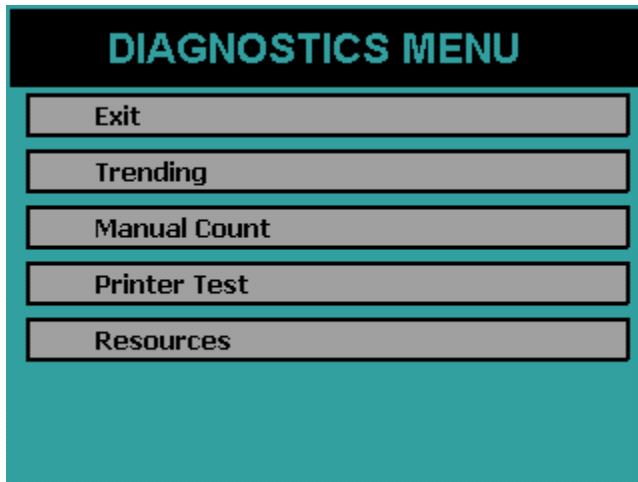 DIAGNOSTICS MENU
Exit
Trending
Manual Count
Printer Test
Resources